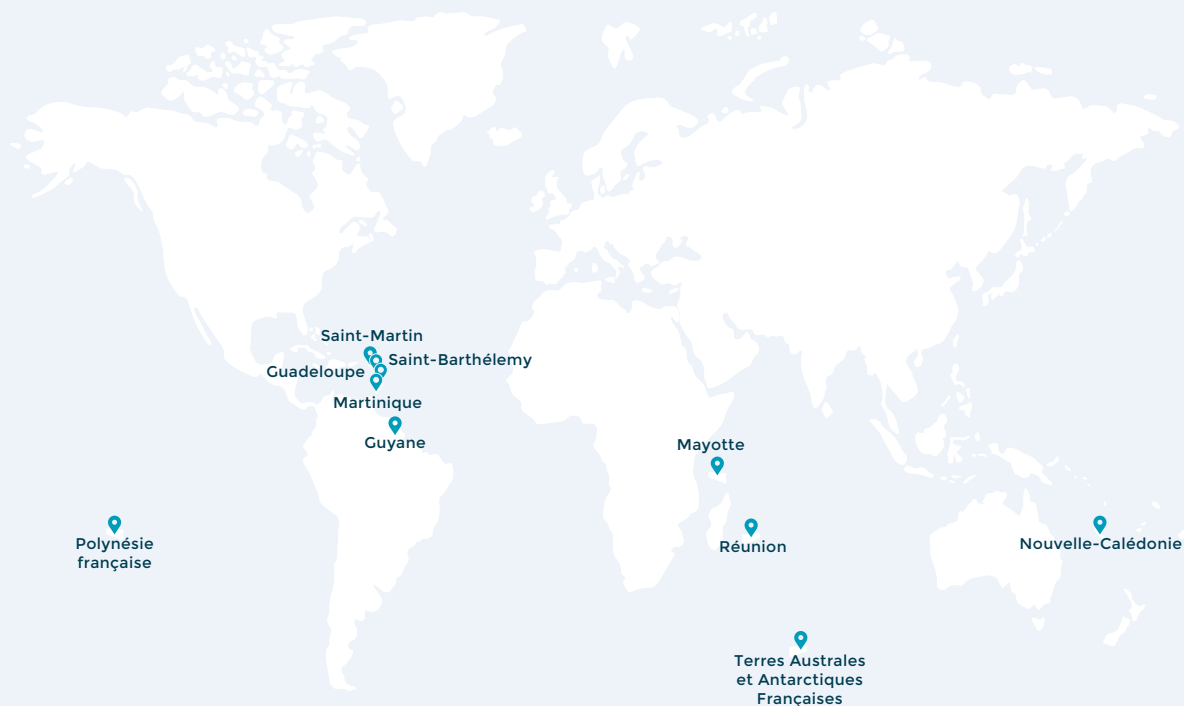 Saint-Martin
Saint-Barthélemy
Guadeloupe
Martinique
Guyane
Mayotte
Polynésie
française
Réunion
Nouvelle-Calédonie
Terres Australes
et Antarctiques
Françaises